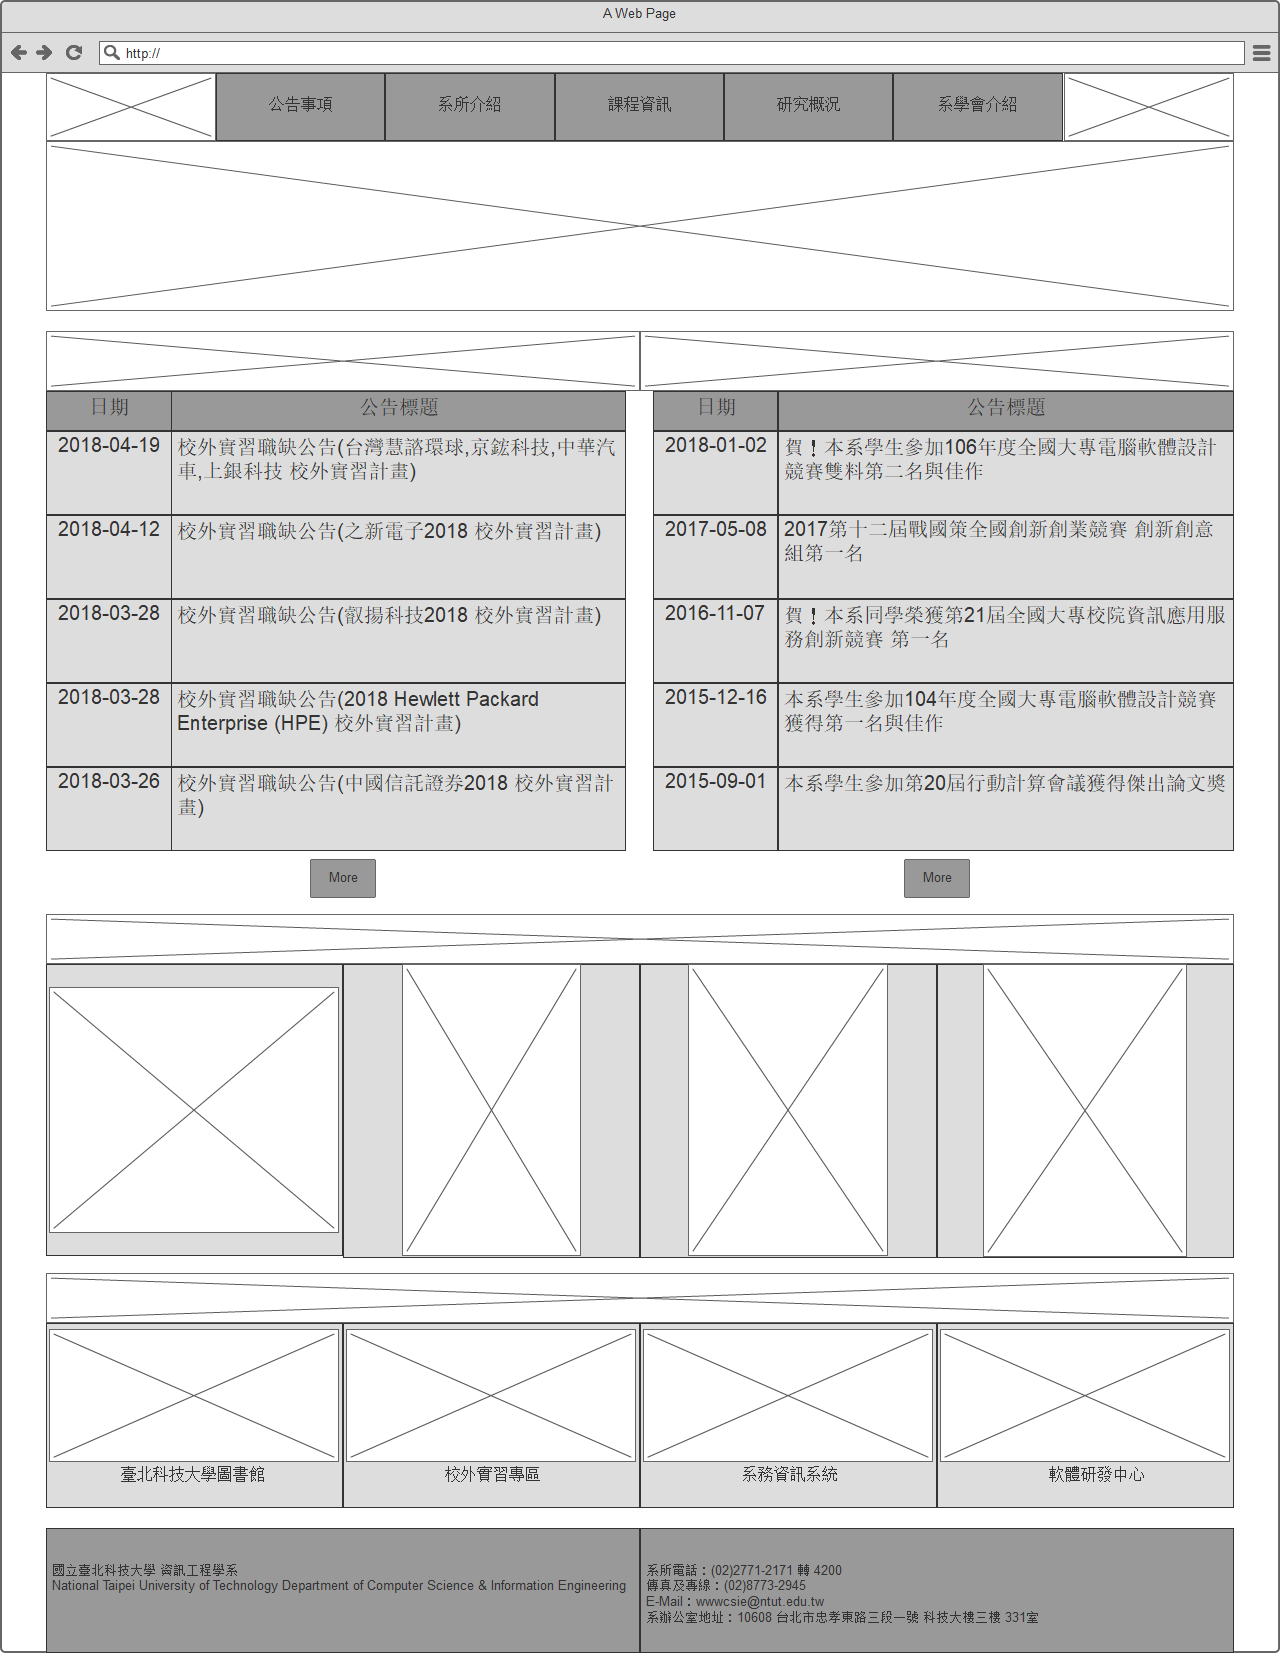 A Web Page
http://
公告事項
系所介紹
課程資訊
研究概況
系學會介紹
日期 公告標題
2018-04-19 校外實習職缺公告(台灣慧諮環球,京鋐科技,中華汽
車,上銀科技 校外實習計畫)
2018-04-12 校外實習職缺公告(之新電子2018 校外實習計畫)
2018-03-28 校外實習職缺公告(叡揚科技2018 校外實習計畫)
2018-03-28 校外實習職缺公告(2018 Hewlett Packard
Enterprise (HPE) 校外實習計畫)
2018-03-26 校外實習職缺公告(中國信託證券2018 校外實習計
畫)
More
日期 公告標題
2018-01-02 賀！本系學生參加106年度全國大專電腦軟體設計
競賽雙料第二名與佳作
2017-05-08 2017第十二屆戰國策全國創新創業競賽 創新創意
組第一名
2016-11-07 賀！本系同學榮獲第21屆全國大專校院資訊應用服
務創新競賽 第一名
2015-12-16 本系學生參加104年度全國大專電腦軟體設計競賽
獲得第一名與佳作
2015-09-01 本系學生參加第20屆行動計算會議獲得傑出論文獎
More
臺北科技大學圖書館
校外實習專區
系務資訊系統
軟體研發中心
國立臺北科技大學 資訊工程學系
National Taipei University of Technology Department of Computer Science & Information Engineering
系所電話：(02)2771-2171 轉 4200
傳真及專線：(02)8773-2945
E-Mail：wwwcsie@ntut.edu.tw
系辦公室地址：10608 台北市忠孝東路三段一號 科技大樓三樓 331室